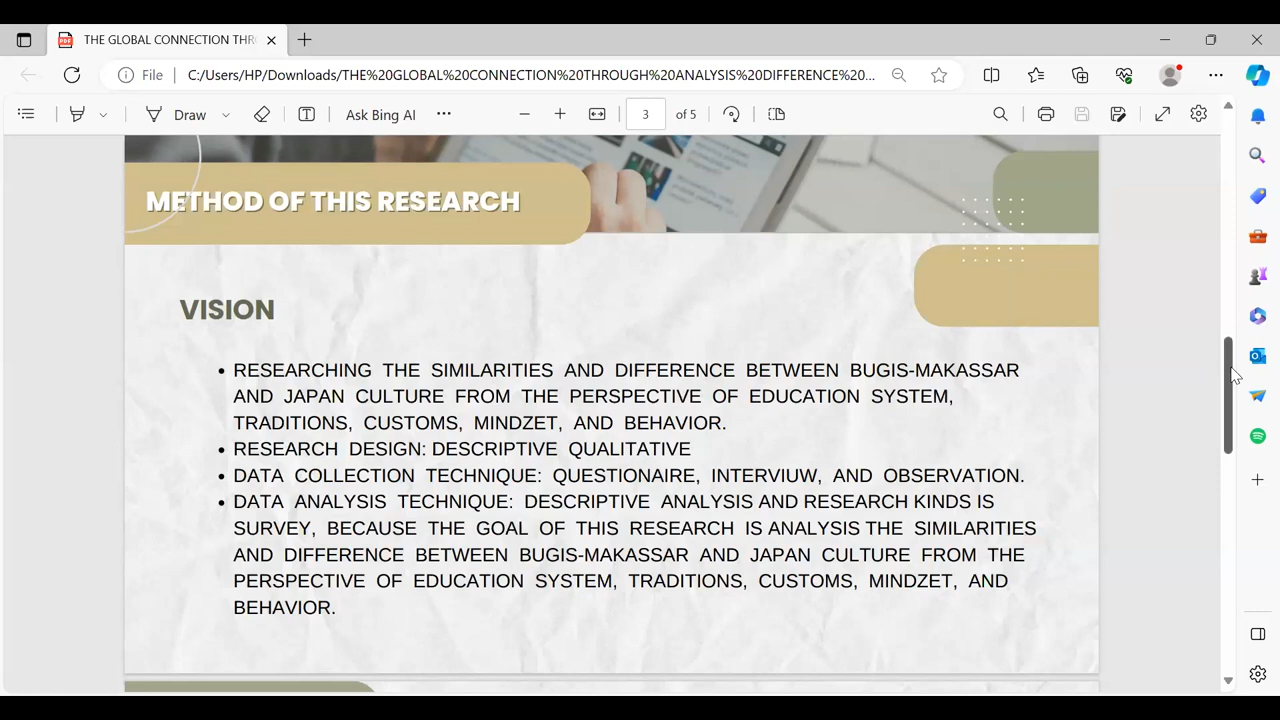 THE GLOBAL CONNECTION THR
File
C:/Users/HP/Downloads/THE%20GLOBAL%20CONNECTION%20THROUGH%20ANALYSIS%20DIFFERENCE%20...
Draw
Ask Bing AI
3
of 5
METHOD OF THIS RESEARCH
VISION
• RESEARCHING THE SIMILARITIES AND DIFFERENCE BETWEEN BUGIS-MAKASSAR
AND JAPAN CULTURE FROM THE PERSPECTIVE OF EDUCATION SYSTEM,
TRADITIONS, CUSTOMS, MINDZET, AND BEHAVIOR.
• RESEARCH DESIGN: DESCRIPTIVE QUALITATIVE
• DATA COLLECTION TECHNIQUE: QUESTIONAIRE, INTERVIUW, AND OBSERVATION.
• DATA ANALYSIS TECHNIQUE: DESCRIPTIVE ANALYSIS AND RESEARCH KINDS IS
SURVEY, BECAUSE THE GOAL OF THIS RESEARCH IS ANALYSIS THE SIMILARITIES
AND DIFFERENCE BETWEEN BUGIS-MAKASSAR AND JAPAN CULTURE FROM THE
PERSPECTIVE OF EDUCATION SYSTEM, TRADITIONS, CUSTOMS, MINDZET, AND
BEHAVIOR.